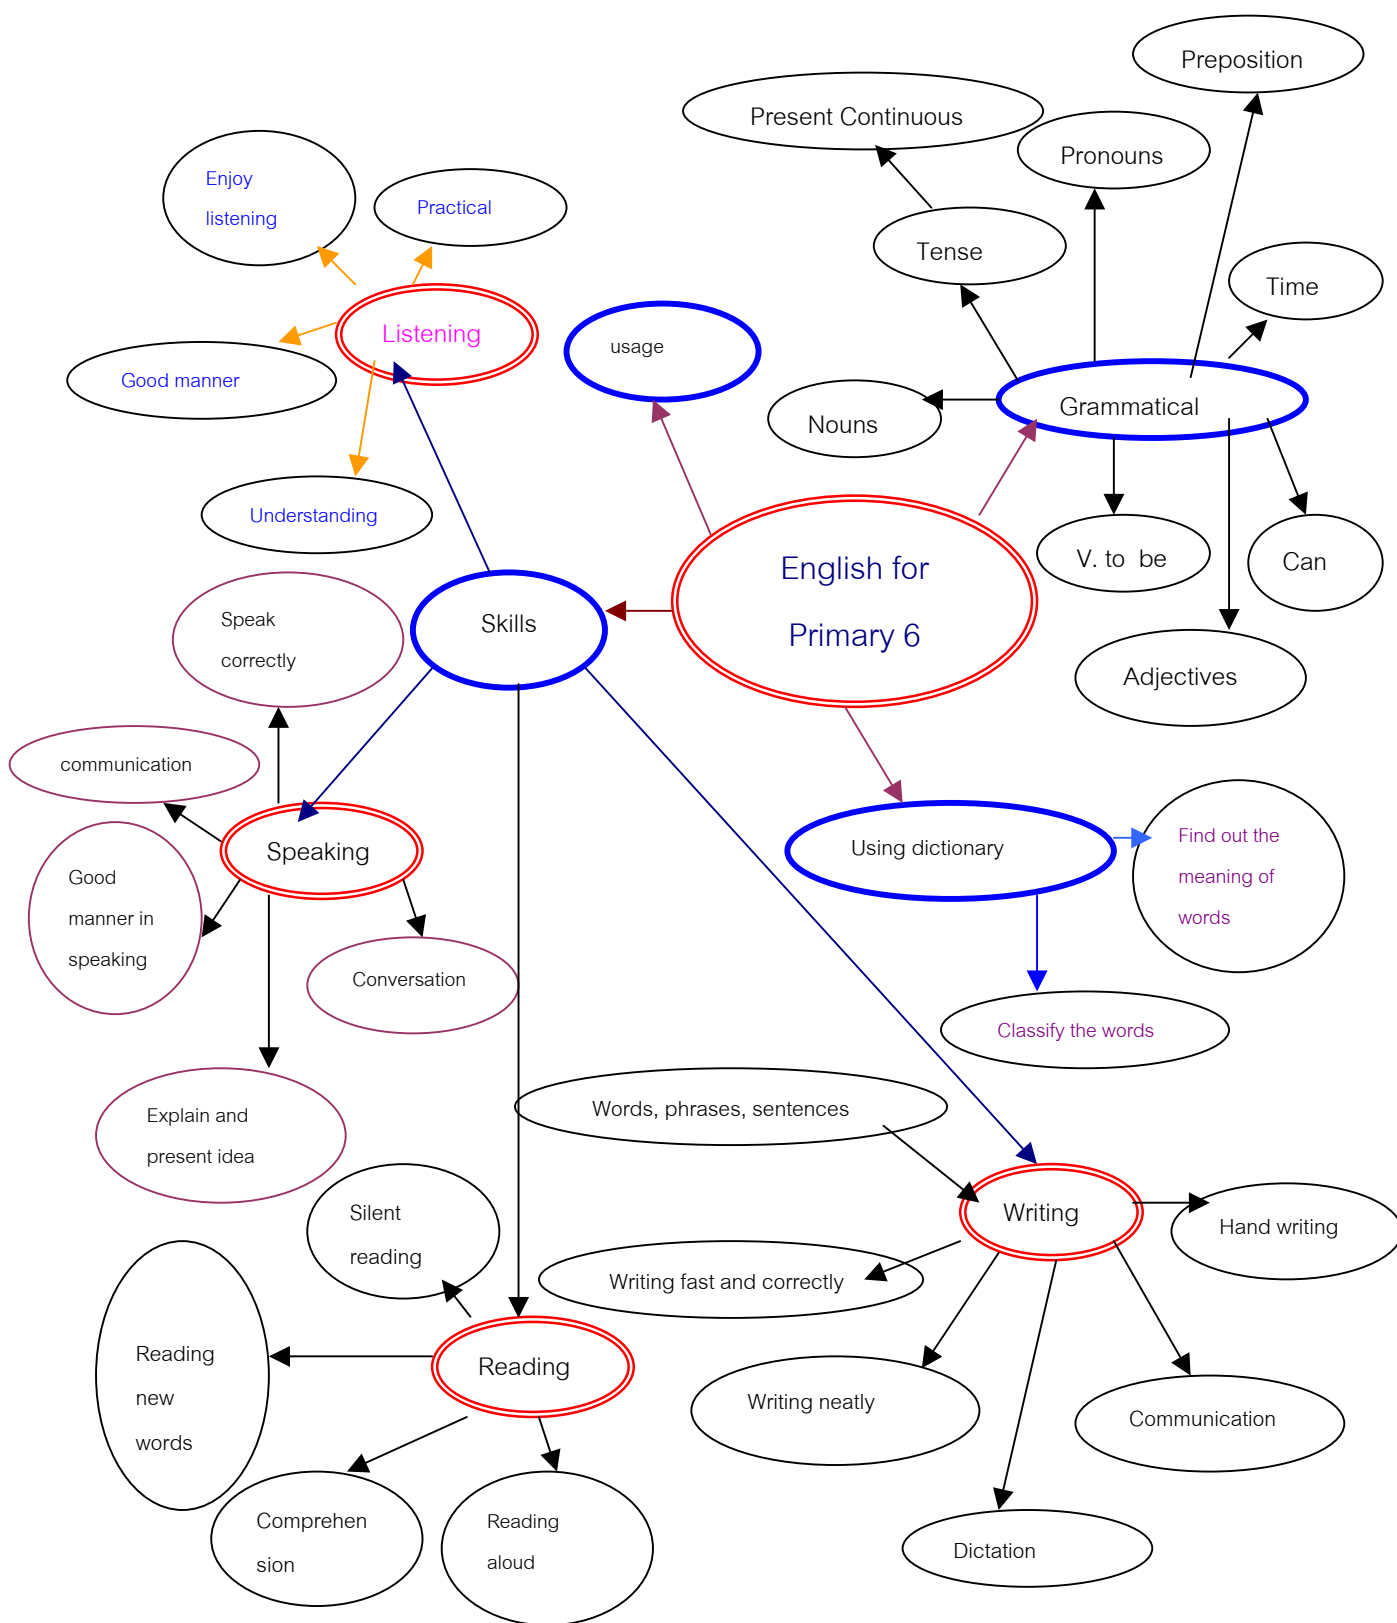 Preposition
Present Continuous
Pronouns
Enjoy
listening
Practical
Tense
Time
Listening
usage
Good manner
Grammatical
Nouns
Understanding
English for
Primary 6
V. to  be
Can
Skills
Speak
correctly
Adjectives
communication
Speaking
Using dictionary
Find out the
meaning of
words
Good
manner in
speaking
Conversation
Classify the words
Words, phrases, sentences
Explain and
present idea
Silent
reading
Writing
Hand writing
Writing fast and correctly
Reading
new
words
Reading
Writing neatly
Communication
Comprehen
sion
Reading
aloud
Dictation